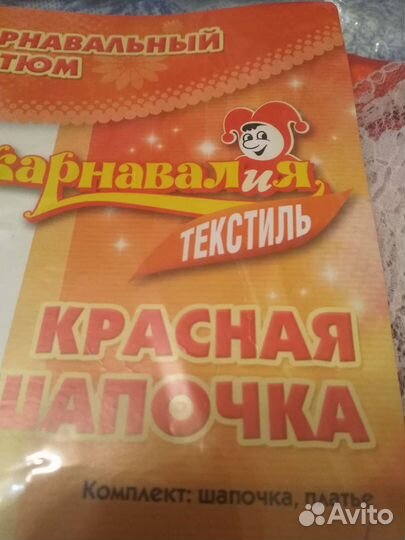 РНАВАЛЬНЫЙ
ТЮМ
карнавалиЯ
ТЕКСТИЛЬ
КРАСНАЯ
ШАПОЧКА
Комплект: шапочка, платье
Avito